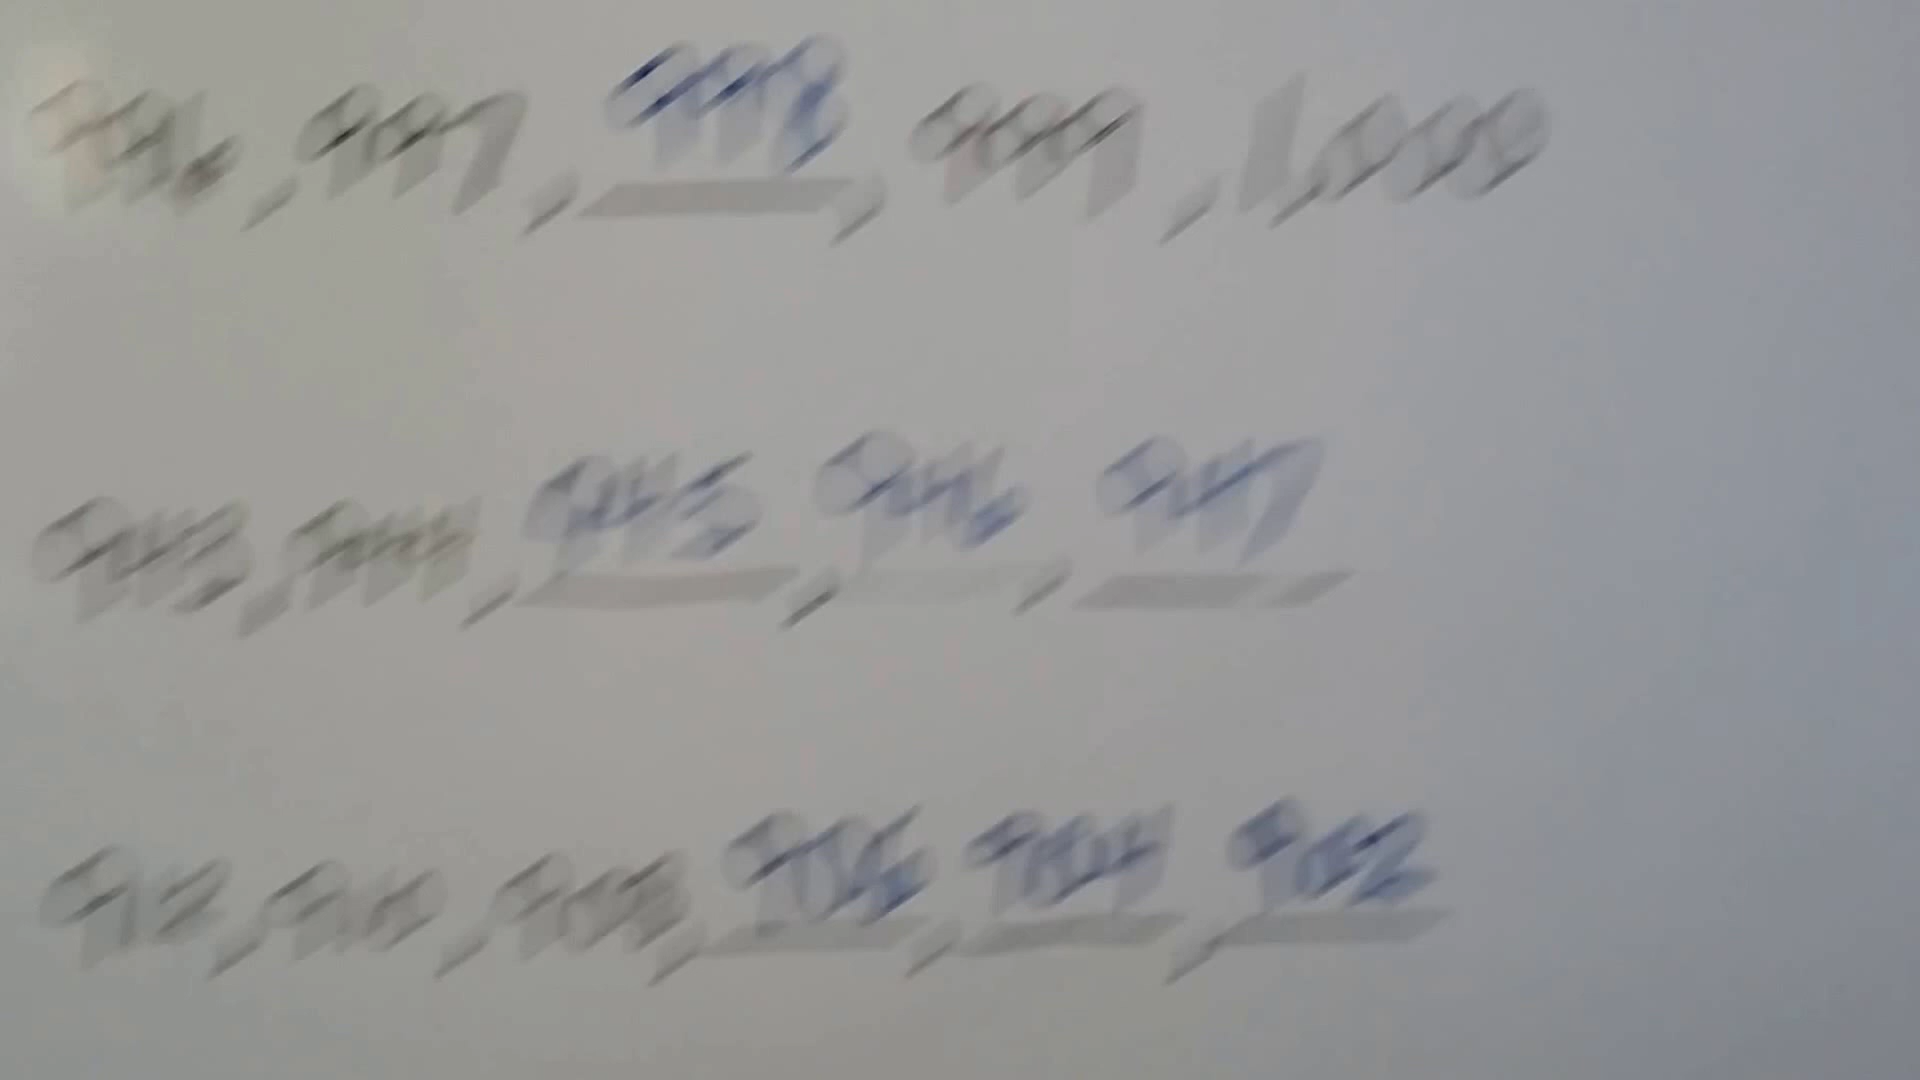 996, 997, 998, 999, 1,000
943, 944, 945, 946, 947
912, 910, 908, 906, 904, 902